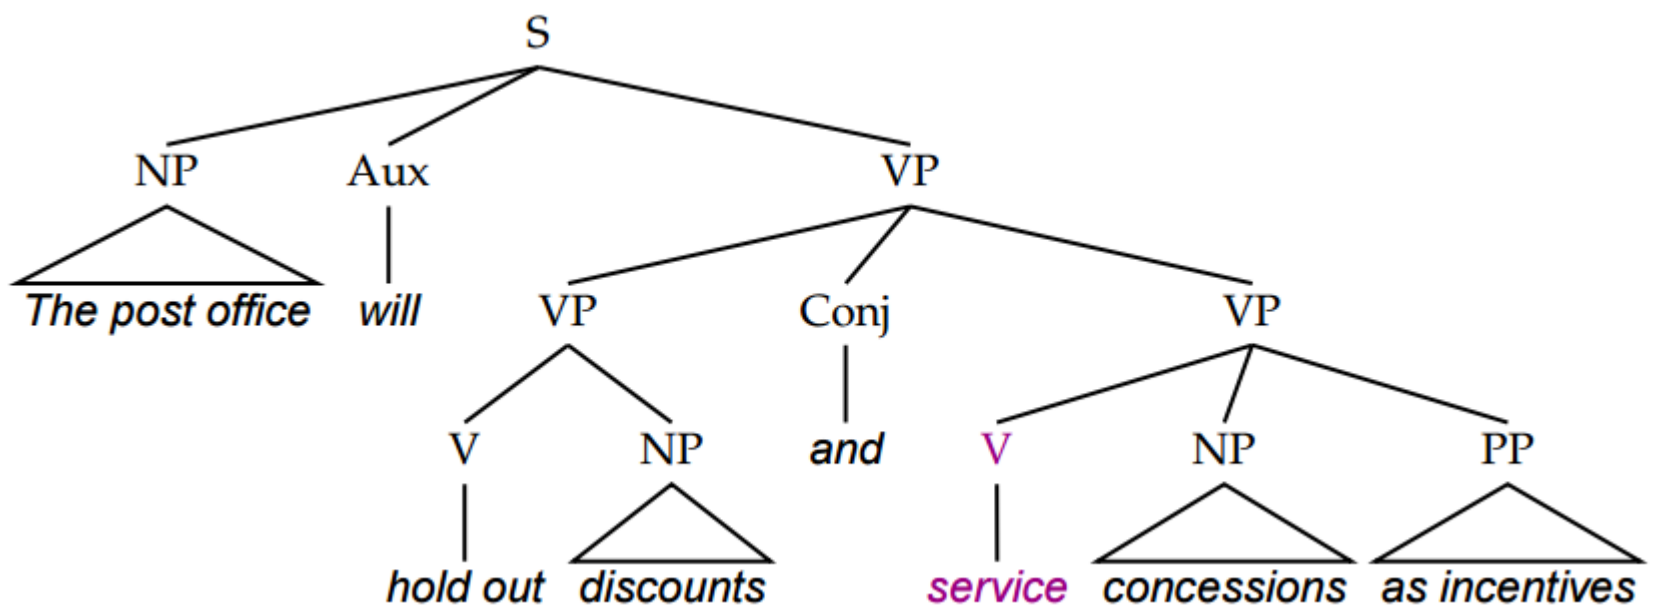 S
NP Aux VP
The post office will VP Conj VP
V NP and V NP PP
hold out discounts service concessions as incentives